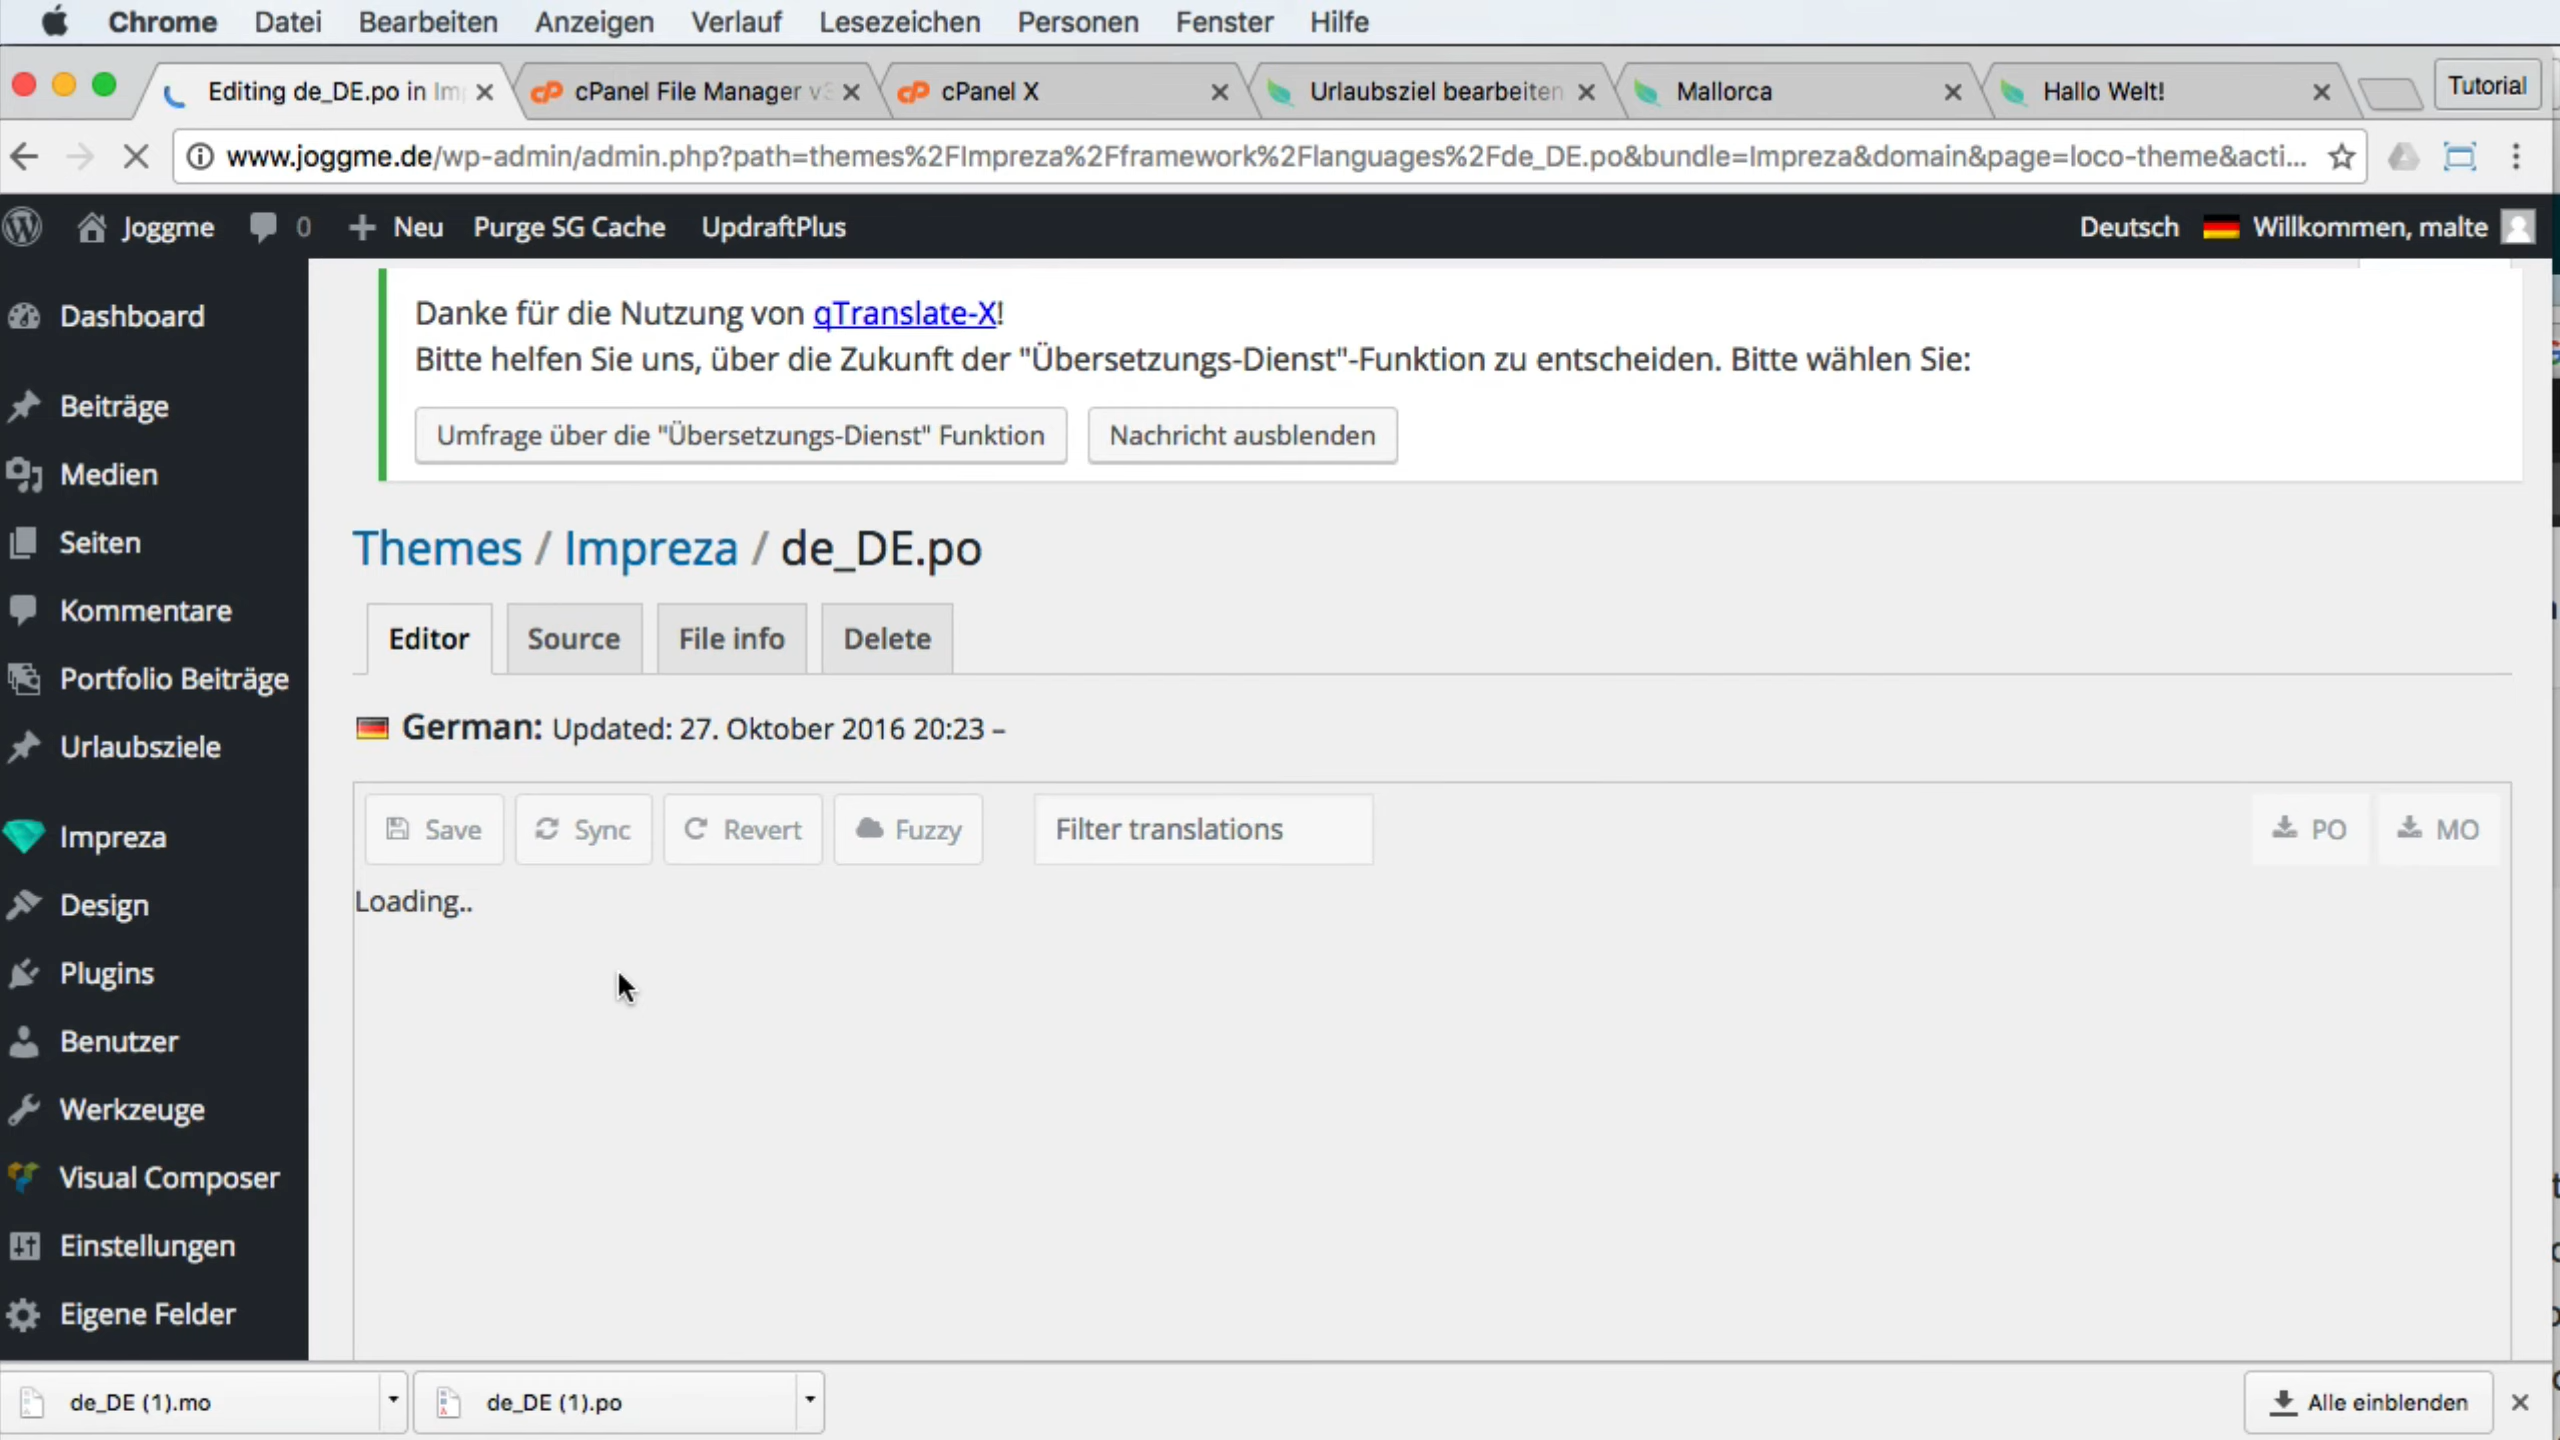 Chrome Datei Bearbeiten Anzeigen Verlauf Lesezeichen Personen Fenster Hilfe
Editing de_DE.po in Im cPanel File Manager v3 cPanel X Urlaubsziel bearbeiten Mallorca Hallo Welt! Tutorial
www.joggme.de/wp-admin/admin.php?path=themes%2FImpreza%2Fframework%2Flanguages%2Fde_DE.po&bundle=Impreza&domain&page=loco-theme&acti...
Joggme 0 Neu Purge SG Cache UpdraftPlus Deutsch Willkommen, malte
Dashboard
Beiträge
Medien
Seiten
Kommentare
Portfolio Beiträge
Urlaubsziele
Impreza
Design
Plugins
Benutzer
Werkzeuge
Visual Composer
Einstellungen
Eigene Felder
Danke für die Nutzung von qTranslate-X!
Bitte helfen Sie uns, über die Zukunft der "Übersetzungs-Dienst"-Funktion zu entscheiden. Bitte wählen Sie:
Umfrage über die "Übersetzungs-Dienst" Funktion Nachricht ausblenden
Themes / Impreza / de_DE.po
Editor Source File info Delete
German: Updated: 27. Oktober 2016 20:23 –
Save Sync Revert Fuzzy Filter translations PO MO
Loading..
de_DE (1).mo de_DE (1).po Alle einblenden